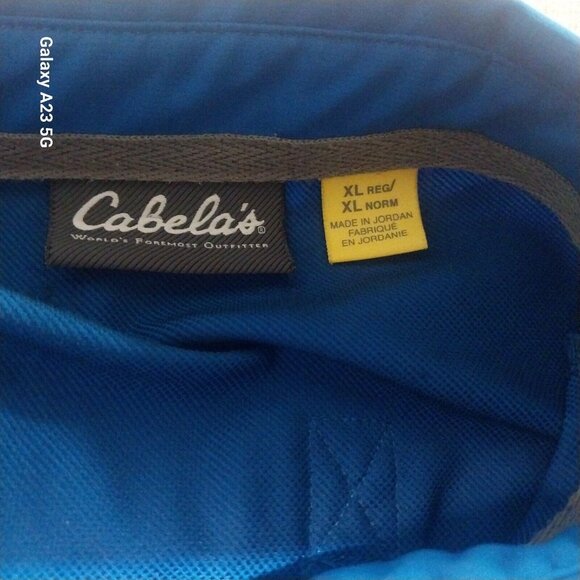 Galaxy A23 5G
Cabela's®
WORLD'S FOREMOST OUTFITTER
XL REG/
XL NORM
MADE IN JORDAN
FABRIQUÉ
EN JORDANIE